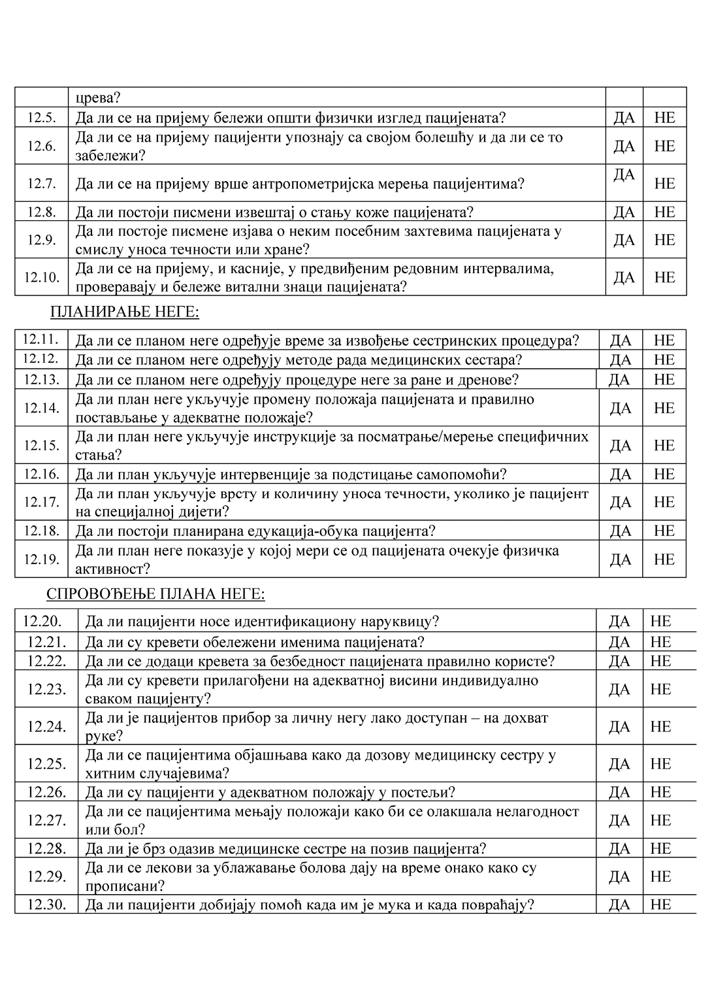 црева?
12.5. Да ли се на пријему бележи општи физички изглед пацијената? ДА НЕ
12.6. Да ли се на пријему пацијенти упознају са својом болешћу и да ли се то
забележи? ДА НЕ
12.7. Да ли се на пријему врше антропометријска мерења пацијентима? ДА НЕ
12.8. Да ли постоји писмени извештај о стању коже пацијената? ДА НЕ
12.9. Да ли постоје писмене изјава о неким посебним захтевима пацијената у
смислу уноса течности или хране? ДА НЕ
12.10. Да ли се на пријему, и касније, у предвиђеним редовним интервалима,
проверавају и бележе витални знаци пацијената? ДА НЕ
ПЛАНИРАЊЕ НЕГЕ:
12.11. Да ли се планом неге одређује време за извођење сестринских процедура? ДА НЕ
12.12. Да ли се планом неге одређују методе рада медицинских сестара? ДА НЕ
12.13. Да ли се планом неге одређују процедуре неге за ране и дренове? ДА НЕ
12.14. Да ли план неге укључује промену положаја пацијената и правилно
постављање у адекватне положаје? ДА НЕ
12.15. Да ли план неге укључује инструкције за посматрање/мерење специфичних
стања? ДА НЕ
12.16. Да ли план укључује интервенције за подстицање самопомоћи? ДА НЕ
12.17. Да ли план укључује врсту и количину уноса течности, уколико је пацијент
на специјалној дијети? ДА НЕ
12.18. Да ли постоји планирана едукација-обука пацијента? ДА НЕ
12.19. Да ли план неге показује у којој мери се од пацијената очекује физичка
активност? ДА НЕ
СПРОВОЂЕЊЕ ПЛАНА НЕГЕ:
12.20. Да ли пацијенти носе идентификациону наруквицу? ДА НЕ
12.21. Да ли су кревети обележени именима пацијената? ДА НЕ
12.22. Да ли се додаци кревета за безбедност пацијената правилно користе? ДА НЕ
12.23. Да ли су кревети прилагођени на адекватној висини индивидуално
сваком пацијенту? ДА НЕ
12.24. Да ли је пацијентов прибор за личну негу лако доступан – на дохват
руке? ДА НЕ
12.25. Да ли се пацијентима објашњава како да дозову медицинску сестру у
хитним случајевима? ДА НЕ
12.26. Да ли су пацијенти у адекватном положају у постељи? ДА НЕ
12.27. Да ли се пацијентима мењају положаји како би се олакшала нелагодност
или бол? ДА НЕ
12.28. Да ли је брз одазив медицинске сестре на позив пацијента? ДА НЕ
12.29. Да ли се лекови за ублажавање болова дају на време онако како су
прописани? ДА НЕ
12.30. Да ли пацијенти добијају помоћ када им је мука и када повраћају? ДА НЕ